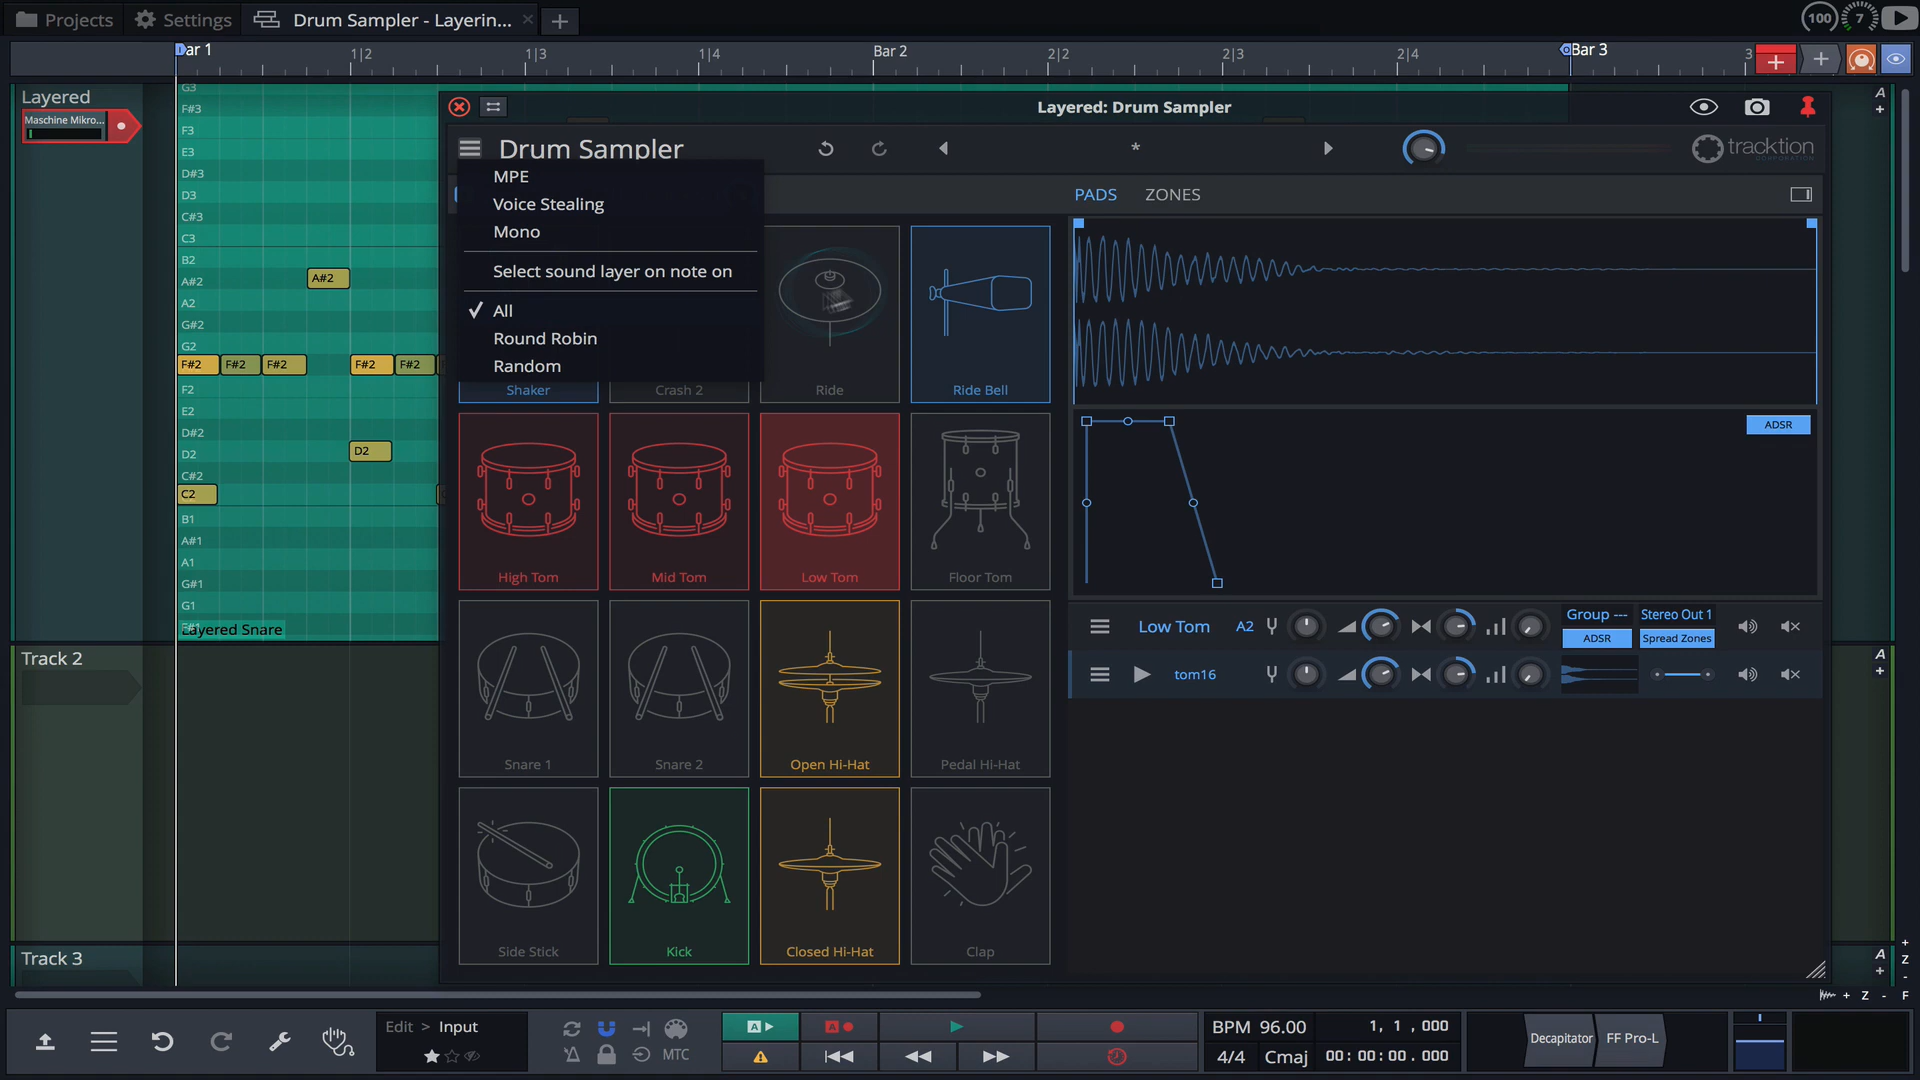 Projects
Settings
Drum Sampler - Layerin...
100
7
Bar 1
1|2
1|3
1|4
Bar 2
2|2
2|3
2|4
Bar 3
3
Layered
Maschine Mikro...
G3
F#3
F3
E3
D#3
D3
C#3
C3
B2
A#2
A#2
A2
G#2
G2
F#2
F#2
F#2
F#2
F#2
F2
E2
D#2
D2
D2
C#2
C2
B1
A#1
A1
G#1
G1
Layered Snare
Track 2
Track 3
Layered: Drum Sampler
Drum Sampler
*
tracktion
CORPORATION
MPE
Voice Stealing
Mono
Select sound layer on note on
All
Round Robin
Random
PADS
ZONES
Shaker
Crash 2
Ride
Ride Bell
High Tom
Mid Tom
Low Tom
Floor Tom
Snare 1
Snare 2
Open Hi-Hat
Pedal Hi-Hat
Side Stick
Kick
Closed Hi-Hat
Clap
ADSR
Low Tom
A2
Group ---
Stereo Out 1
ADSR
Spread Zones
tom16
A
+
A
+
A
+
+
Z
-
+ Z - F
Edit > Input
MTC
A
A
BPM 96.00
1, 1 , 000
4/4
Cmaj
00: 00: 00. 000
Decapitator
FF Pro-L